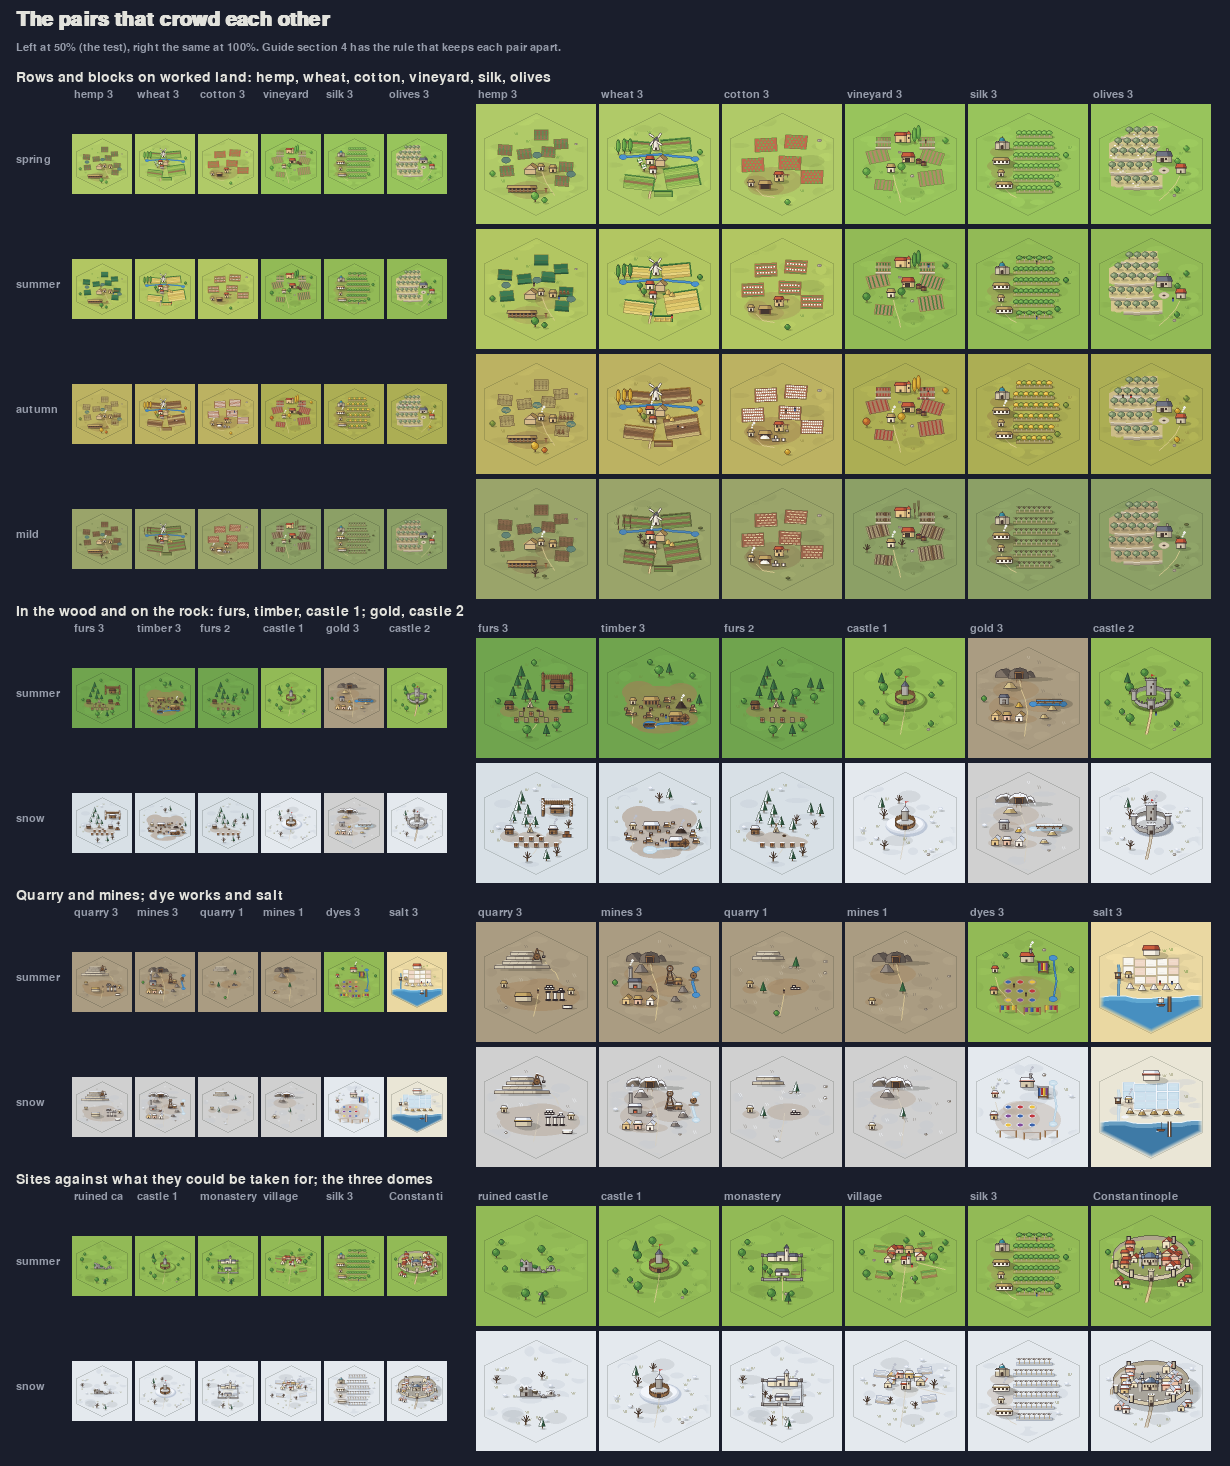 The pairs that crowd each other
Left at 50% (the test), right the same at 100%. Guide section 4 has the rule that keeps each pair apart.
Rows and blocks on worked land: hemp, wheat, cotton, vineyard, silk, olives
hemp 3 wheat 3 cotton 3 vineyard silk 3 olives 3 hemp 3 wheat 3 cotton 3 vineyard 3 silk 3 olives 3
spring
summer
autumn
mild
In the wood and on the rock: furs, timber, castle 1; gold, castle 2
furs 3 timber 3 furs 2 castle 1 gold 3 castle 2 furs 3 timber 3 furs 2 castle 1 gold 3 castle 2
summer
snow
Quarry and mines; dye works and salt
quarry 3 mines 3 quarry 1 mines 1 dyes 3 salt 3 quarry 3 mines 3 quarry 1 mines 1 dyes 3 salt 3
summer
snow
Sites against what they could be taken for; the three domes
ruined ca castle 1 monastery village silk 3 Constanti ruined castle castle 1 monastery village silk 3 Constantinople
summer
snow